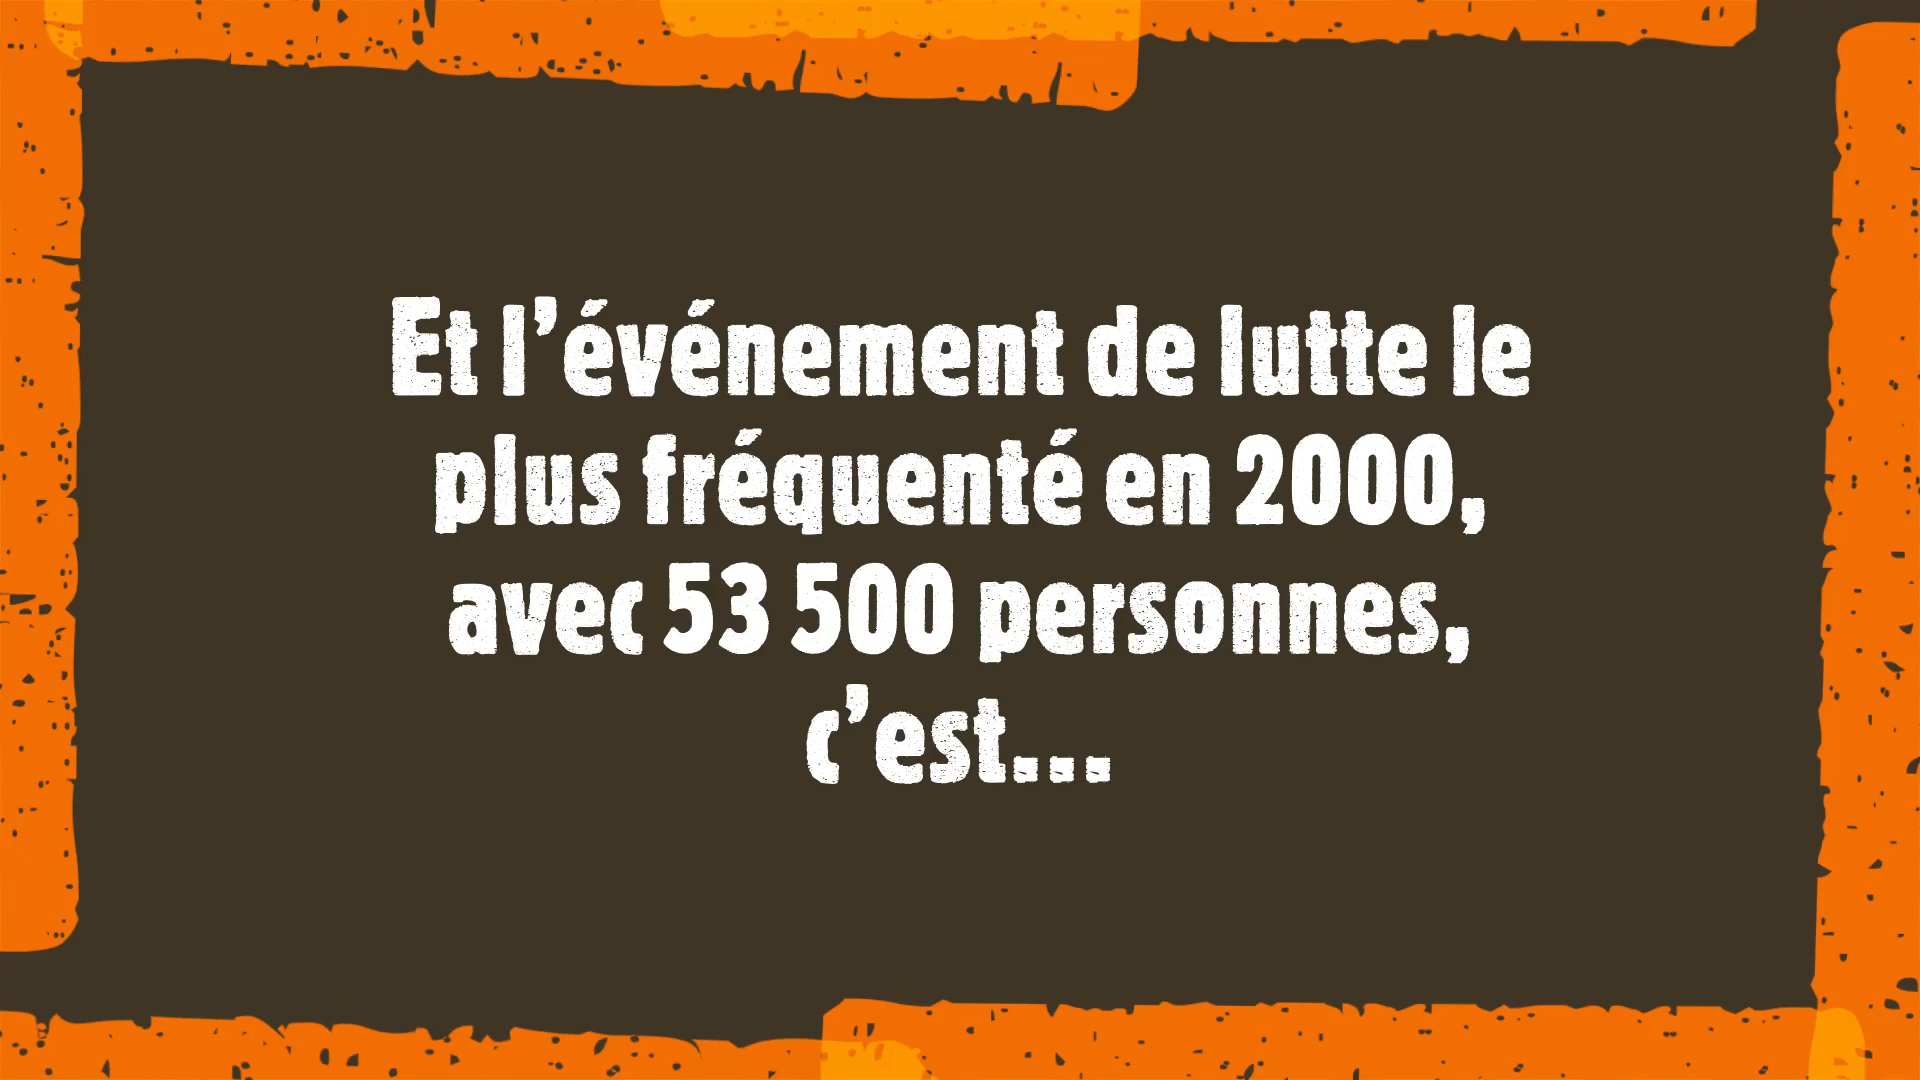 Et l’événement de lutte le
plus fréquenté en 2000,
avec 53 500 personnes,
c’est...